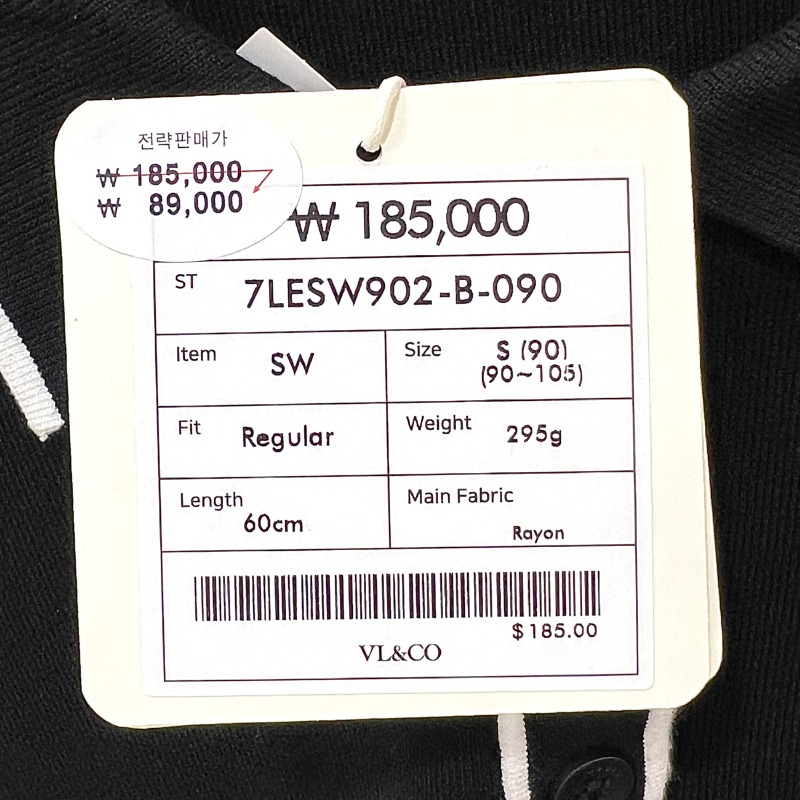 전략판매가
₩ 185,000
₩ 89,000
₩ 185,000
ST 7LESW902-B-090
Item SW
Size S (90)
(90~105)
Fit Regular
Weight 295g
Length 60cm
Main Fabric
Rayon
$185.00
VL&CO